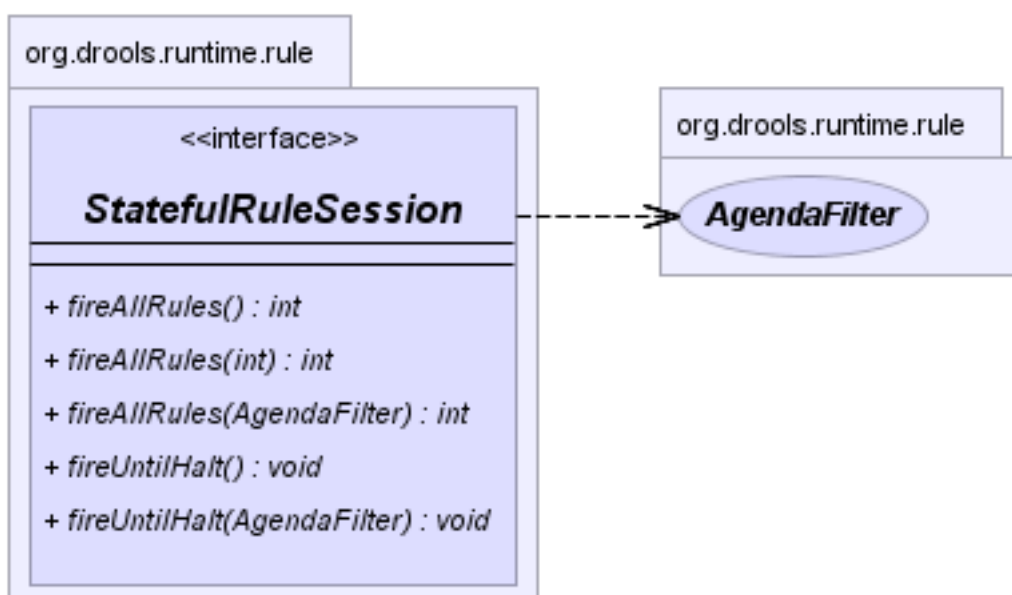 org.drools.runtime.rule
<<interface>>
StatefulRuleSession
+ fireAllRules() : int
+ fireAllRules(int) : int
+ fireAllRules(AgendaFilter) : int
+ fireUntilHalt() : void
+ fireUntilHalt(AgendaFilter) : void
org.drools.runtime.rule
AgendaFilter